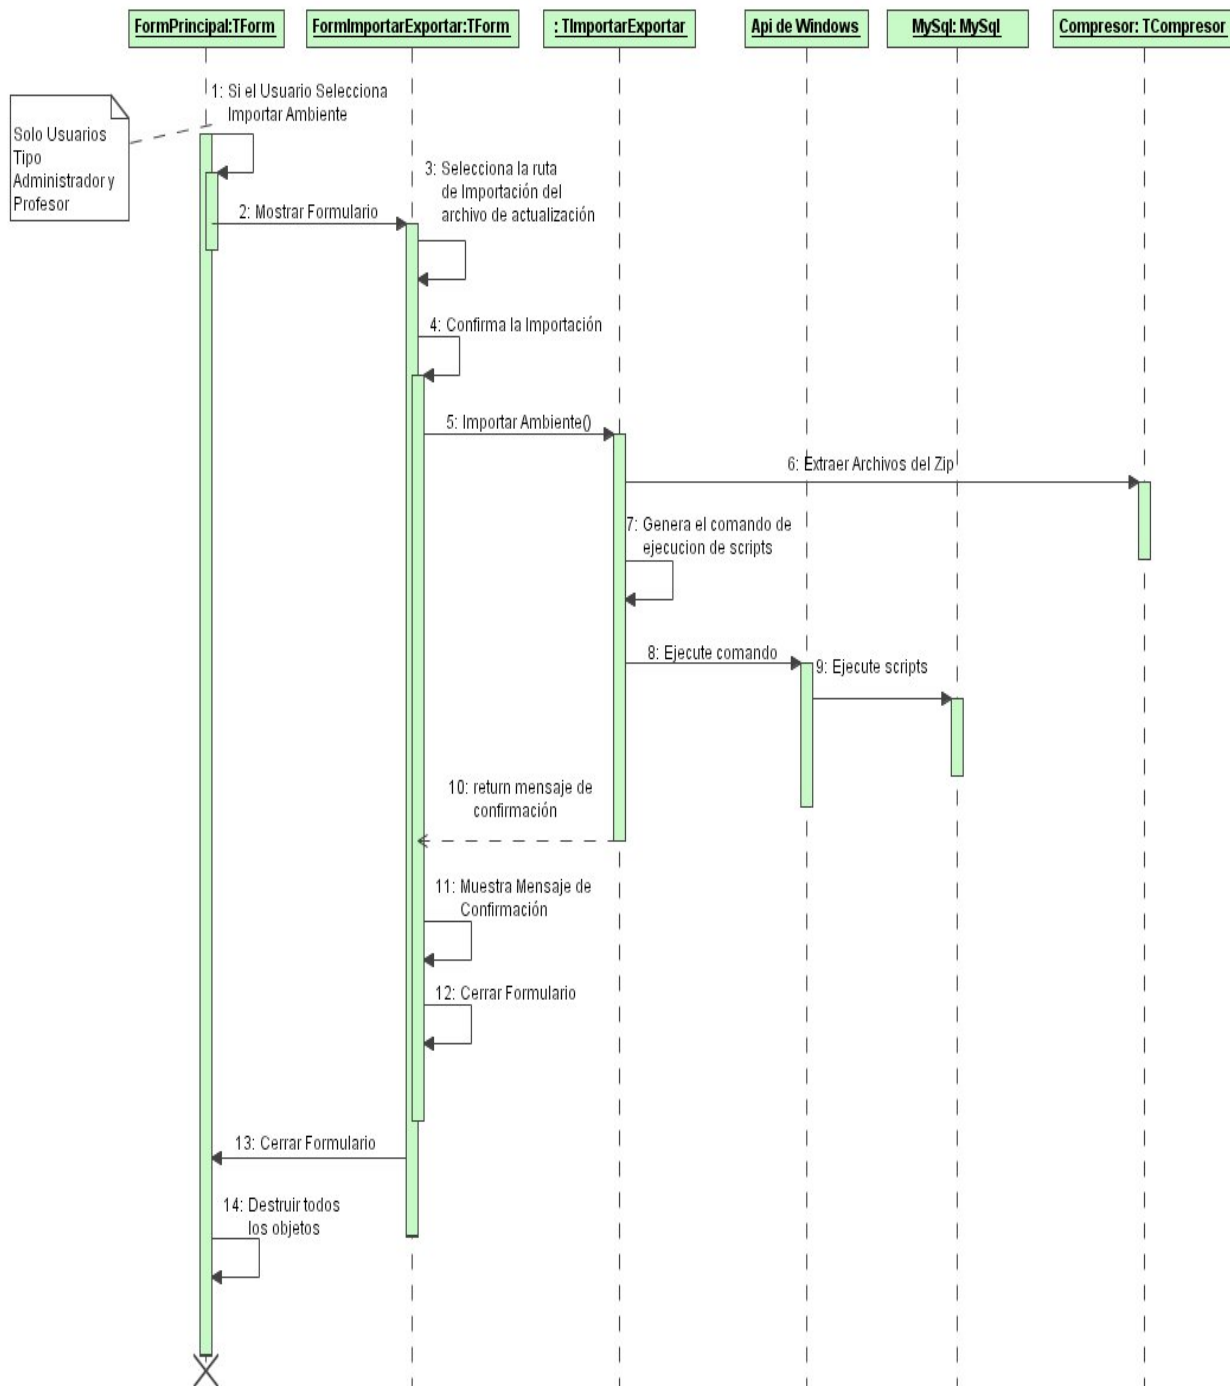 FormPrincipal:TForm
FormImportarExportar:TForm
: TImportarExportar
Api de Windows
MySql: MySql
Compresor: TCompresor
1: Si el Usuario Selecciona
Importar Ambiente
Solo Usuarios
Tipo
Administrador y
Profesor
3: Selecciona la ruta
de Importación del
archivo de actualización
2: Mostrar Formulario
4: Confirma la Importación
5: Importar Ambiente()
6: Extraer Archivos del Zip
7: Genera el comando de
ejecucion de scripts
8: Ejecute comando
9: Ejecute scripts
10: return mensaje de
confirmación
11: Muestra Mensaje de
Confirmación
12: Cerrar Formulario
13: Cerrar Formulario
14: Destruir todos
los objetos